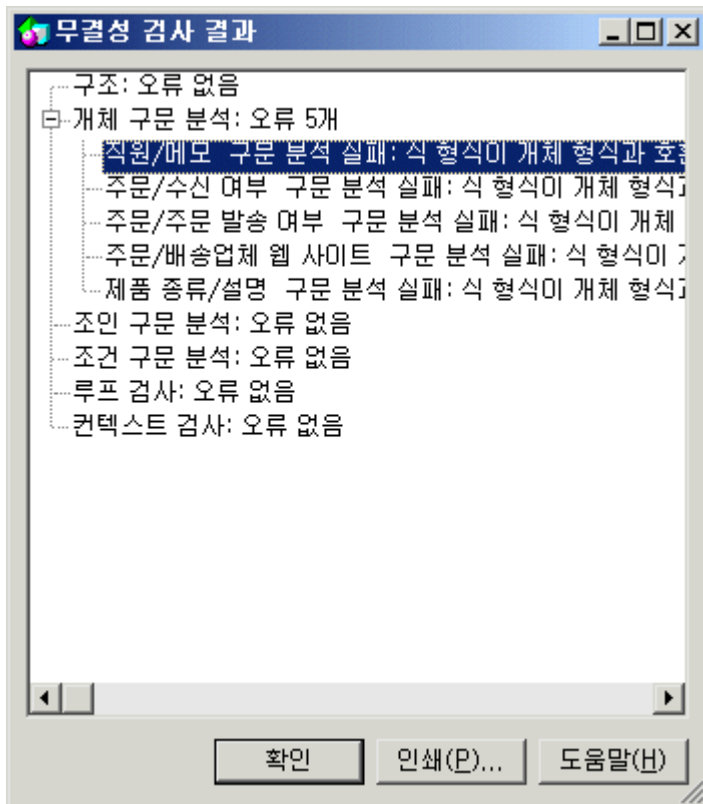 무결성 검사 결과
구조: 오류 없음
개체 구문 분석: 오류 5개
직원/메모 구문 분석 실패: 식 형식이 개체 형식과 호환
주문/수신 여부 구문 분석 실패: 식 형식이 개체 형식과
주문/주문 발송 여부 구문 분석 실패: 식 형식이 개체
주문/배송업체 웹 사이트 구문 분석 실패: 식 형식이
제품 종류/설명 구문 분석 실패: 식 형식이 개체 형식과
조인 구문 분석: 오류 없음
조건 구문 분석: 오류 없음
루프 검사: 오류 없음
컨텍스트 검사: 오류 없음
확인 인쇄(P)... 도움말(H)